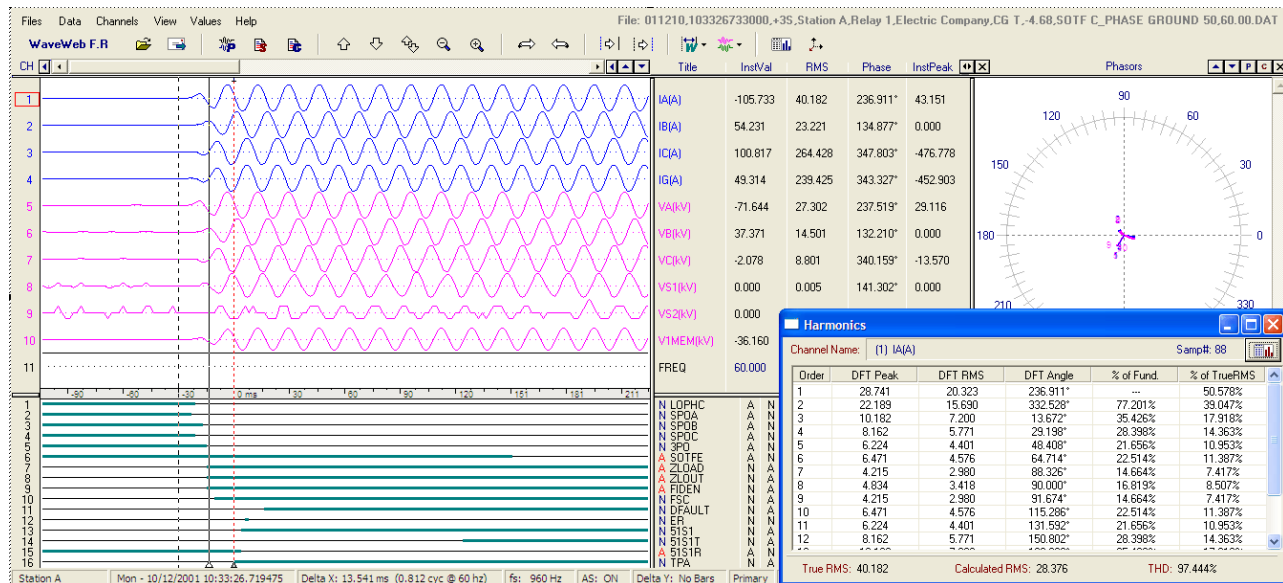 Files Data Channels View Values Help
File: 011210,103326733000,+3S,Station A,Relay 1,Electric Company,CG T,-4.68,SOTF C_PHASE GROUND 50,60.00.DAT
WaveWeb F.R
CH Title InstVal RMS Phase InstPeak Phasors P C
1 IA(A) -105.733 40.182 236.911° 43.151
2 IB(A) 54.231 23.221 134.877° 0.000
3 IC(A) 100.817 264.428 347.803° -476.778
4 IG(A) 49.314 239.425 343.327° -452.903
5 VA(kV) -71.644 27.302 237.519° 29.116
6 VB(kV) 37.371 14.501 132.210° 0.000
7 VC(kV) -2.078 8.801 340.159° -13.570
8 VS1(kV) 0.000 0.005 141.302° 0.000
9 VS2(kV) 0.000
10 V1MEM(kV) -36.160
11 FREQ 60.000
90
120 60
150 30
180 0
210 330
-90 -60 -30 0 ms 30 60 90 120 151 181 211
1 N LOPHC A N
2 N SPOA A N
3 N SPOB A N
4 N SPOC A N
5 N 3PO A N
6 A SOTFE N A
7 A ZLOAD N A
8 A ZLOUT N A
9 A FIDEN N A
10 N FSC N A
11 N DFAULT N A
12 N ER N N
13 N 51S1 N A
14 N 51S1T N A
15 A 51S1R A N
16 N TPA N A
Harmonics
Channel Name: (1) IA(A) Samp#: 88
Order DFT Peak DFT RMS DFT Angle % of Fund. % of TrueRMS
1 28.741 20.323 236.911° --- 50.578%
2 22.189 15.690 332.528° 77.201% 39.047%
3 10.182 7.200 13.672° 35.426% 17.918%
4 8.162 5.771 29.198° 28.398% 14.363%
5 6.224 4.401 48.408° 21.656% 10.953%
6 6.471 4.576 64.714° 22.514% 11.387%
7 4.215 2.980 88.326° 14.664% 7.417%
8 4.834 3.418 90.000° 16.819% 8.507%
9 4.215 2.980 91.674° 14.664% 7.417%
10 6.471 4.576 115.286° 22.514% 11.387%
11 6.224 4.401 131.592° 21.656% 10.953%
12 8.162 5.771 150.802° 28.398% 14.363%
True RMS: 40.182 Calculated RMS: 28.376 THD: 97.444%
Station A Mon - 10/12/2001 10:33:26.719475 Delta X: 13.541 ms (0.812 cyc @ 60 hz) fs: 960 Hz AS: ON Delta Y: No Bars Primary